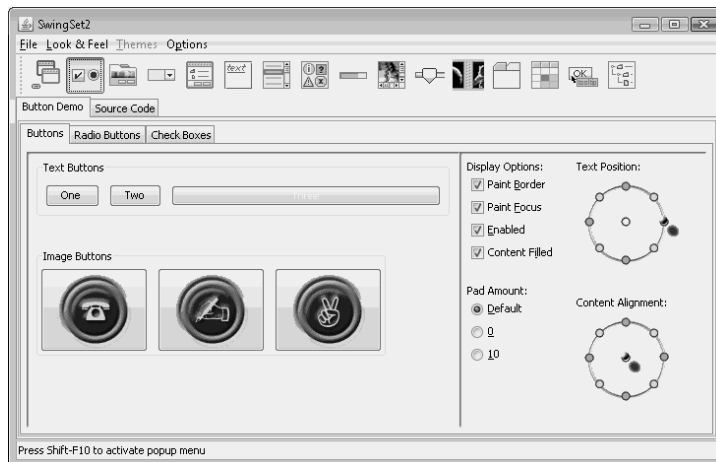 SwingSet2
File Look & Feel Themes Options
text
OK
Button Demo Source Code
Buttons Radio Buttons Check Boxes
Text Buttons
One Two Three
Image Buttons
Display Options:
Paint Border
Paint Focus
Enabled
Content Filled
Pad Amount:
Default
0
10
Text Position:
Content Alignment:
Press Shift-F10 to activate popup menu